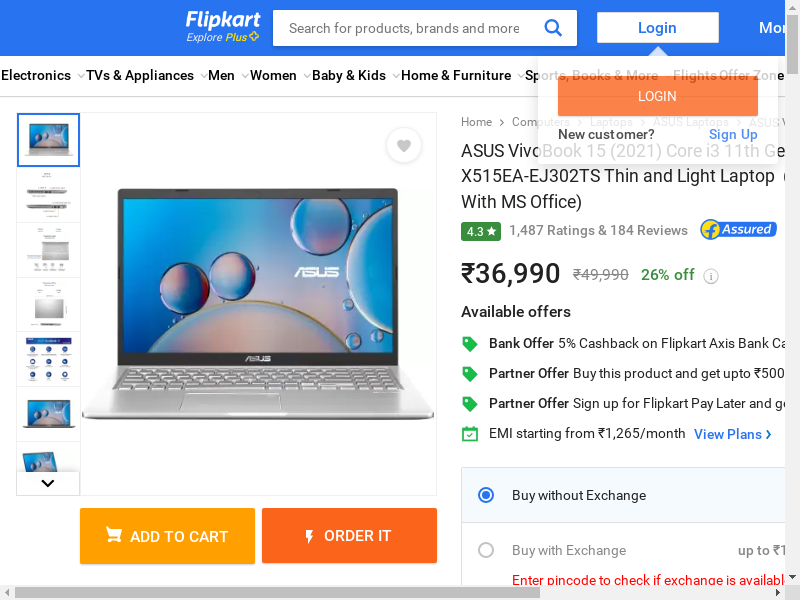 Flipkart
Explore Plus
Search for products, brands and more
Login
Mor
Electronics
TVs & Appliances
Men
Women
Baby & Kids
Home & Furniture
Sports, Books & More
Flights
Offer Zone
LOGIN
New customer?
Sign Up
Home
Computers
Laptops
ASUS Laptops
ASUS V
ASUS VivoBook 15 (2021) Core i3 11th Ge
X515EA-EJ302TS Thin and Light Laptop (
With MS Office)
4.3
1,487 Ratings & 184 Reviews
Assured
₹36,990
₹49,990
26% off
Available offers
Bank Offer 5% Cashback on Flipkart Axis Bank Ca
Partner Offer Buy this product and get upto ₹500
Partner Offer Sign up for Flipkart Pay Later and ge
EMI starting from ₹1,265/month
View Plans
Buy without Exchange
Buy with Exchange
up to ₹1
Enter pincode to check if exchange is availabl
ASUS
ASUS
ADD TO CART
ORDER IT